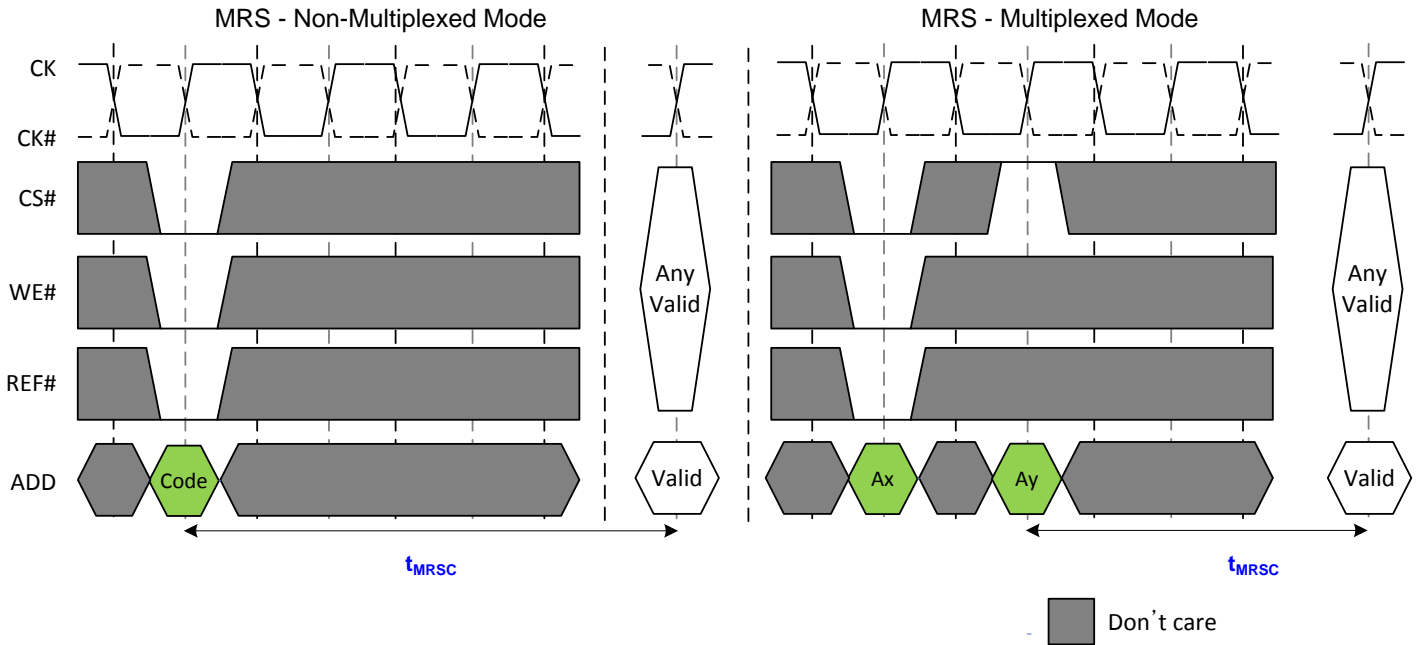 MRS - Non-Multiplexed Mode
MRS - Multiplexed Mode
CK
CK#
CS#
WE#
REF#
ADD
Any
Valid
Code
Valid
tMRSC
Any
Valid
Ax
Ay
Valid
tMRSC
Don't care